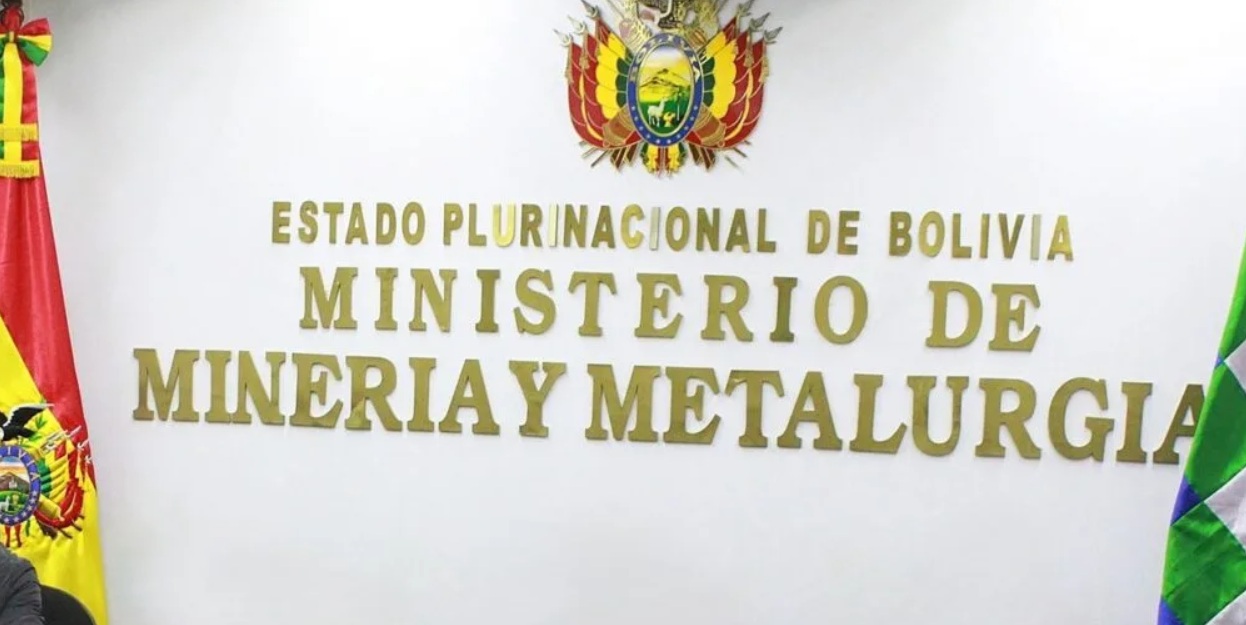 ESTADO PLURINACIONAL DE BOLIVIA
MINISTERIO DE
MINERIA Y METALURGIA